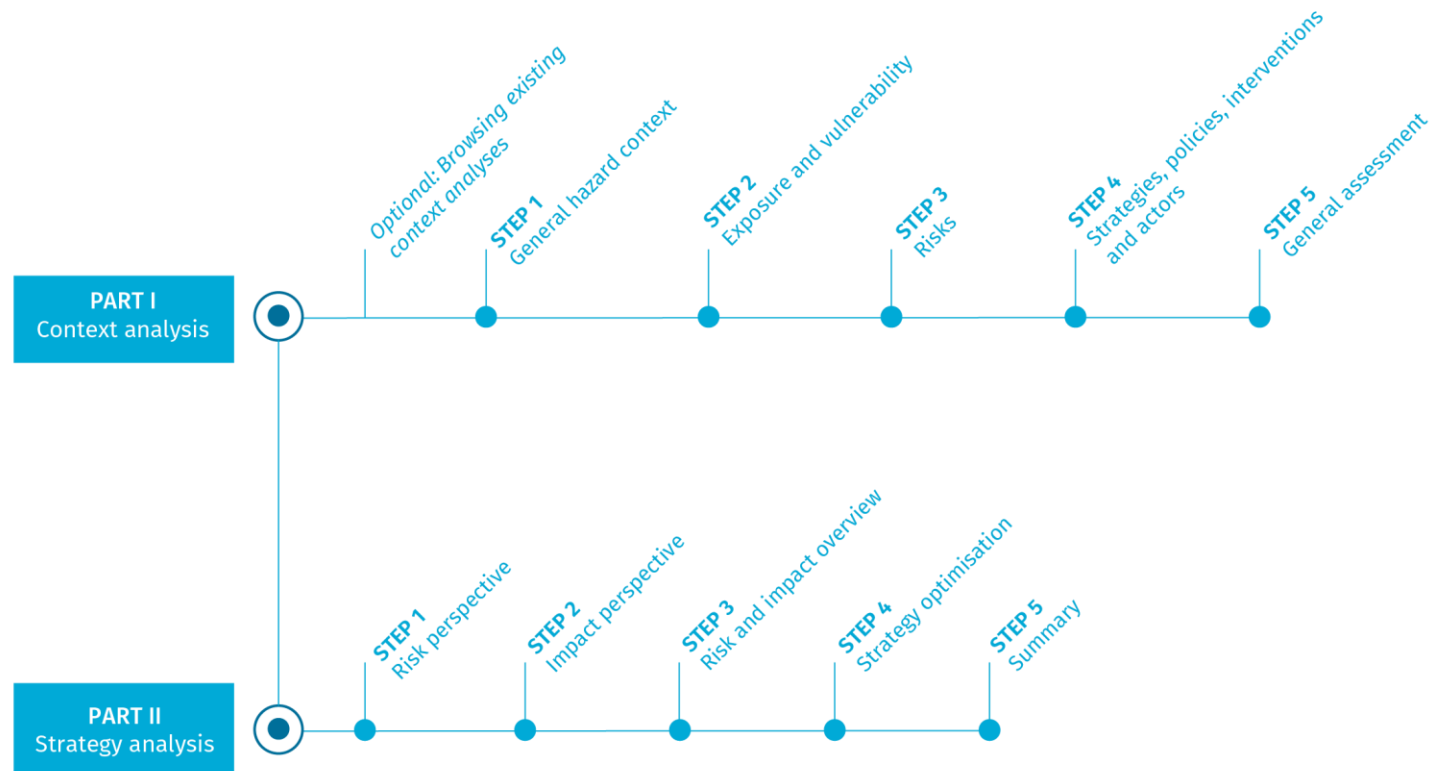 PART I
Context analysis
Optional: Browsing existing
context analyses
STEP 1
General hazard context
STEP 2
Exposure and vulnerability
STEP 3
Risks
STEP 4
Strategies, policies, interventions
and actors
STEP 5
General assessment
PART II
Strategy analysis
STEP 1
Risk perspective
STEP 2
Impact perspective
STEP 3
Risk and impact overview
STEP 4
Strategy optimisation
STEP 5
Summary